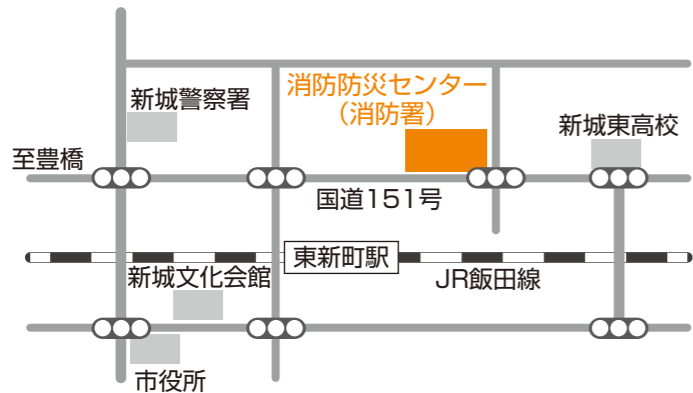 消防防災センター
（消防署）
新城警察署
新城東高校
至豊橋
国道151号
東新町駅
新城文化会館
JR飯田線
市役所